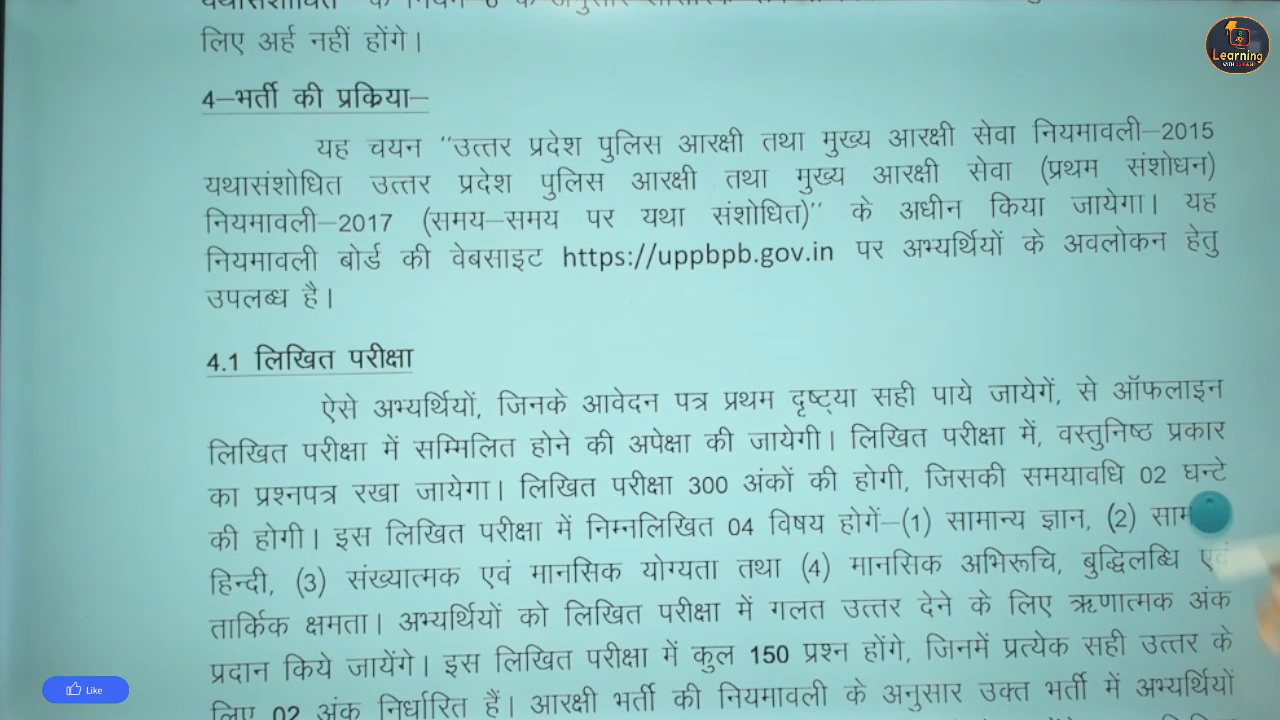 लिए अर्ह नहीं होंगे।
Learning
4–भर्ती की प्रक्रिया–
यह चयन "उत्तर प्रदेश पुलिस आरक्षी तथा मुख्य आरक्षी सेवा नियमावली–2015
यथासंशोधित उत्तर प्रदेश पुलिस आरक्षी तथा मुख्य आरक्षी सेवा (प्रथम संशोधन)
नियमावली–2017 (समय–समय पर यथा संशोधित)" के अधीन किया जायेगा। यह
नियमावली बोर्ड की वेबसाइट https://uppbpb.gov.in पर अभ्यर्थियों के अवलोकन हेतु
उपलब्ध है।
4.1 लिखित परीक्षा
ऐसे अभ्यर्थियों, जिनके आवेदन पत्र प्रथम दृष्ट्या सही पाये जायेगें, से ऑफलाइन
लिखित परीक्षा में सम्मिलित होने की अपेक्षा की जायेगी। लिखित परीक्षा में, वस्तुनिष्ठ प्रकार
का प्रश्नपत्र रखा जायेगा। लिखित परीक्षा 300 अंकों की होगी, जिसकी समयावधि 02 घन्टे
की होगी। इस लिखित परीक्षा में निम्नलिखित 04 विषय होगें–(1) सामान्य ज्ञान, (2)
हिन्दी, (3) संख्यात्मक एवं मानसिक योग्यता तथा (4) मानसिक अभिरूचि, बुद्धिलब्धि एवं
तार्किक क्षमता। अभ्यर्थियों को लिखित परीक्षा में गलत उत्तर देने के लिए ऋणात्मक अंक
प्रदान किये जायेंगे। इस लिखित परीक्षा में कुल 150 प्रश्न होंगे, जिनमें प्रत्येक सही उत्तर के
लिए 02 अंक निर्धारित हैं। आरक्षी भर्ती की नियमावली के अनुसार उक्त भर्ती में अभ्यर्थियों
Like